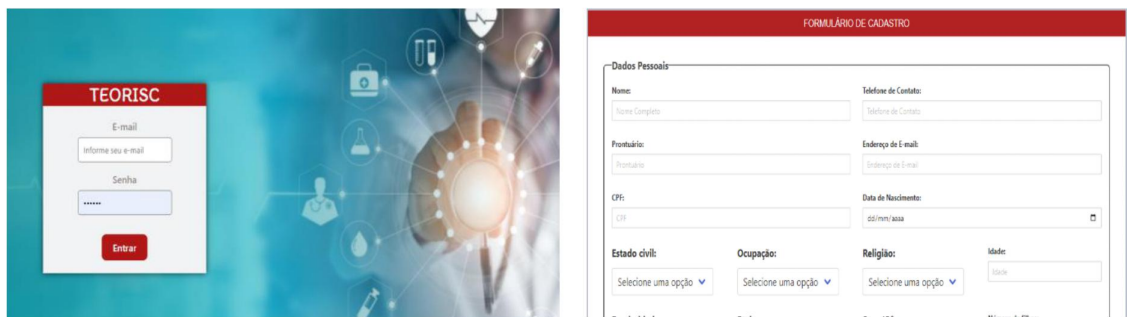 TEORISC
E-mail
Informe seu e-mail
Senha
••••••
Entrar
FORMULÁRIO DE CADASTRO
Dados Pessoais
Nome:
Telefone de Contato:
Nome Completo
Telefone de Contato
Prontuário:
Endereço de E-mail:
Prontuário
Endereço de E-mail
CPF:
Data de Nascimento:
CPF
dd/mm/aaaa
Estado civil:
Ocupação:
Religião:
Idade:
Selecione uma opção
Selecione uma opção
Selecione uma opção
Idade